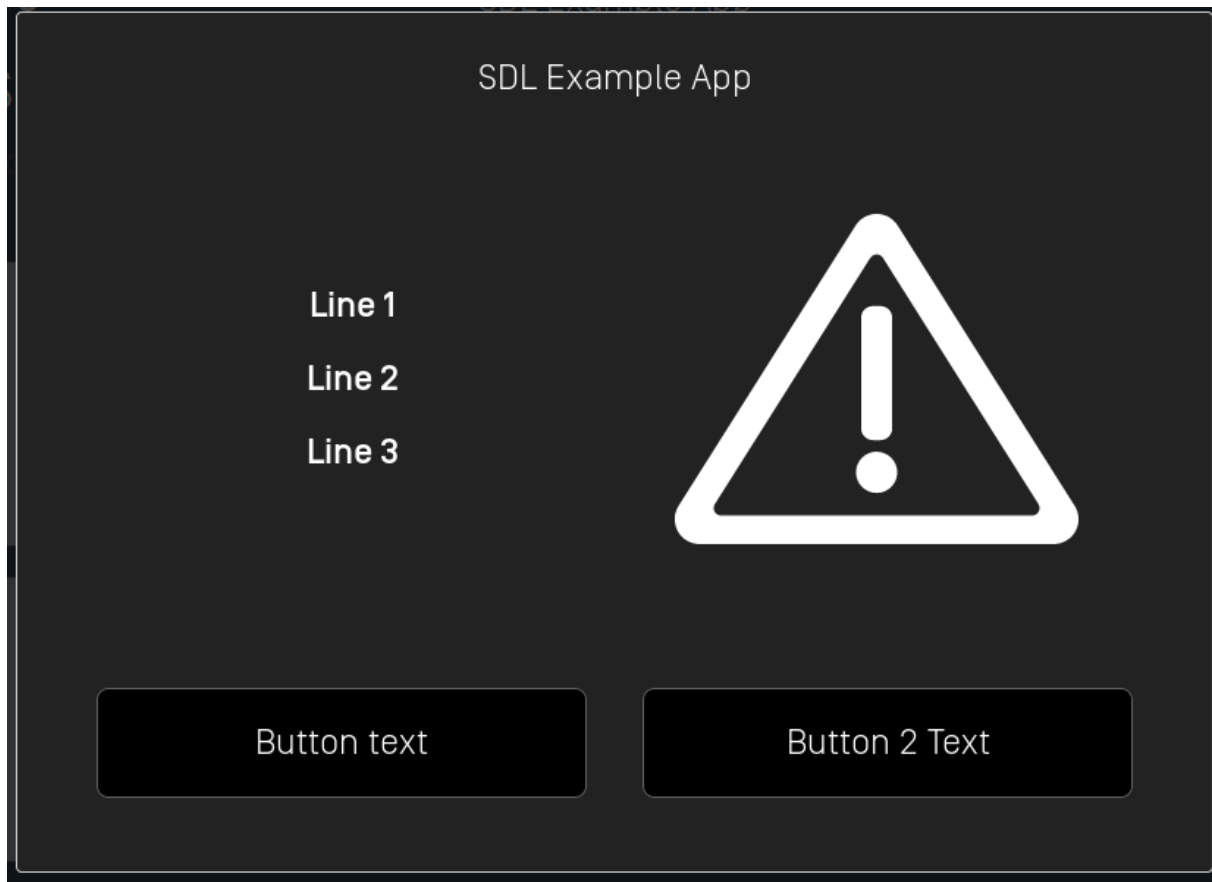 SDL Example App
Line 1
Line 2
Line 3
Button text
Button 2 Text